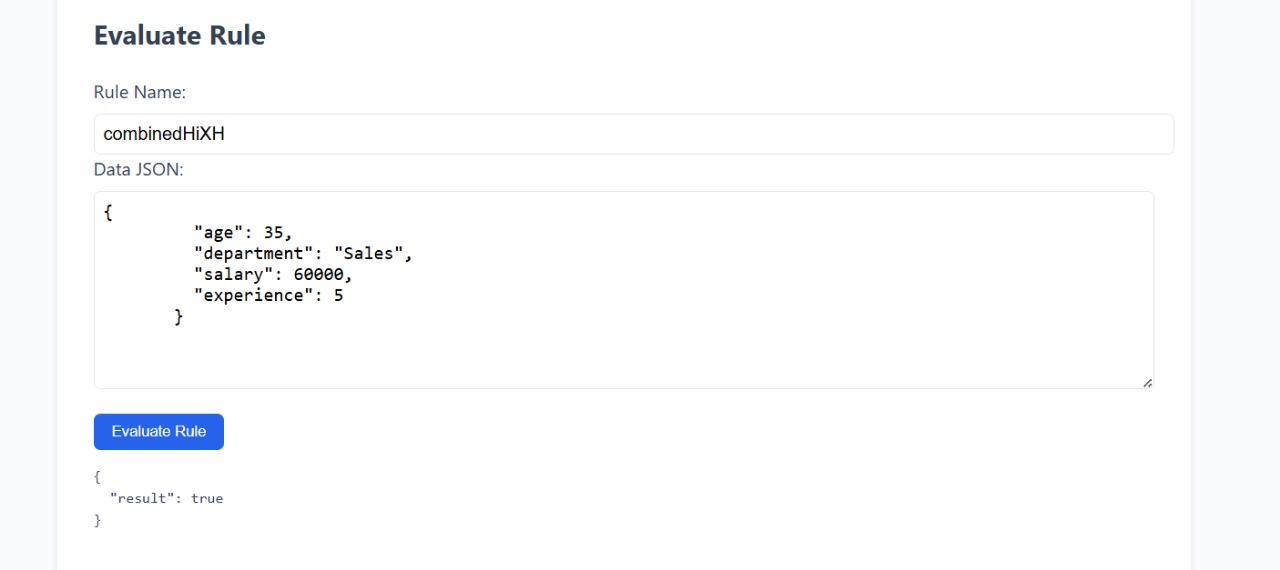 Evaluate Rule
Rule Name:
combinedHiXH
Data JSON:
{
"age": 35,
"department": "Sales",
"salary": 60000,
"experience": 5
}
Evaluate Rule
{
"result": true
}